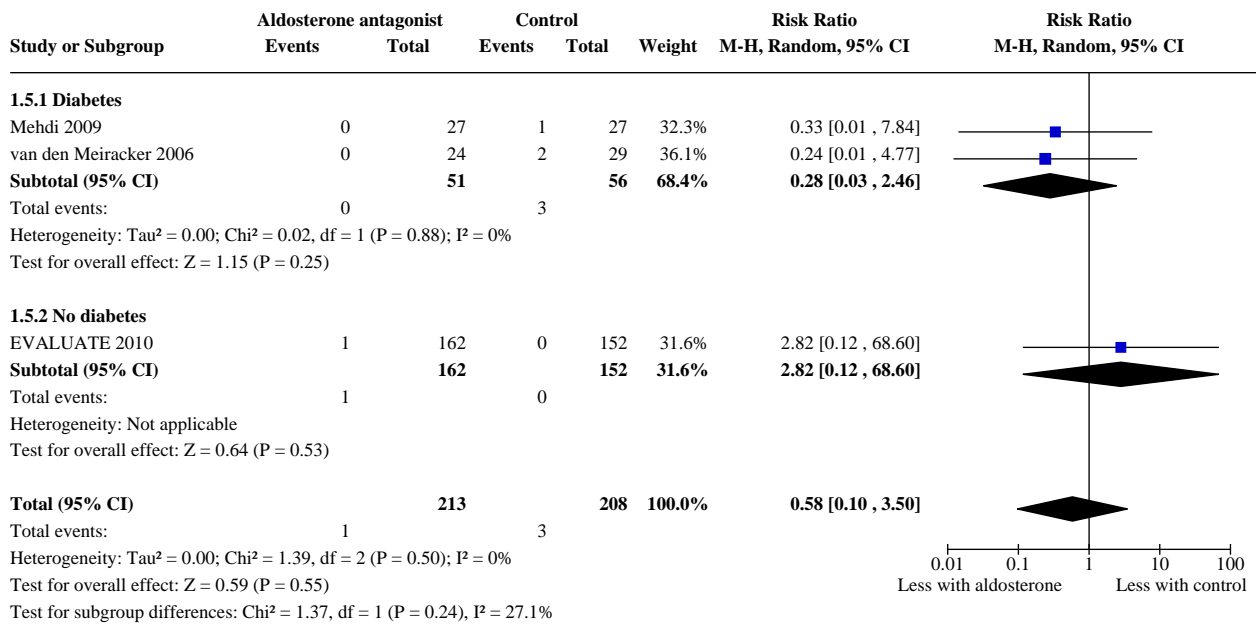 Aldosterone antagonist Control Risk Ratio Risk Ratio
Study or Subgroup Events Total Events Total Weight M-H, Random, 95% CI M-H, Random, 95% CI
1.5.1 Diabetes
Mehdi 2009 0 27 1 27 32.3% 0.33 [0.01 , 7.84]
van den Meiracker 2006 0 24 2 29 36.1% 0.24 [0.01 , 4.77]
Subtotal (95% CI) 51 56 68.4% 0.28 [0.03 , 2.46]
Total events: 0 3
Heterogeneity: Tau² = 0.00; Chi² = 0.02, df = 1 (P = 0.88); I² = 0%
Test for overall effect: Z = 1.15 (P = 0.25)
1.5.2 No diabetes
EVALUATE 2010 1 162 0 152 31.6% 2.82 [0.12 , 68.60]
Subtotal (95% CI) 162 152 31.6% 2.82 [0.12 , 68.60]
Total events: 1 0
Heterogeneity: Not applicable
Test for overall effect: Z = 0.64 (P = 0.53)
Total (95% CI) 213 208 100.0% 0.58 [0.10 , 3.50]
Total events: 1 3
Heterogeneity: Tau² = 0.00; Chi² = 1.39, df = 2 (P = 0.50); I² = 0%
0.01 0.1 1 10 100
Test for overall effect: Z = 0.59 (P = 0.55)
Less with aldosterone Less with control
Test for subgroup differences: Chi² = 1.37, df = 1 (P = 0.24), I² = 27.1%